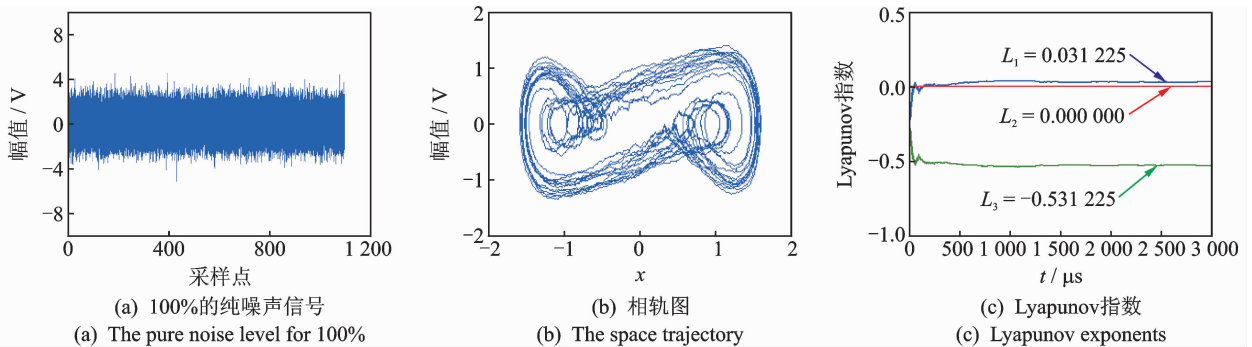 8
4
0
−4
−8
幅值 / V
0
400
800
1 200
采样点
(a) 100%的纯噪声信号
(a) The pure noise level for 100%
2
1
0
−1
−2
幅值 / V
−2
−1
0
1
2
x
(b) 相轨图
(b) The space trajectory
0.5
0.0
−0.5
−1.0
Lyapunov指数
L₁ = 0.031 225
L₂ = 0.000 000
L₃ = −0.531 225
0
500
1 000
1 500
2 000
2 500
3 000
t / μs
(c) Lyapunov指数
(c) Lyapunov exponents